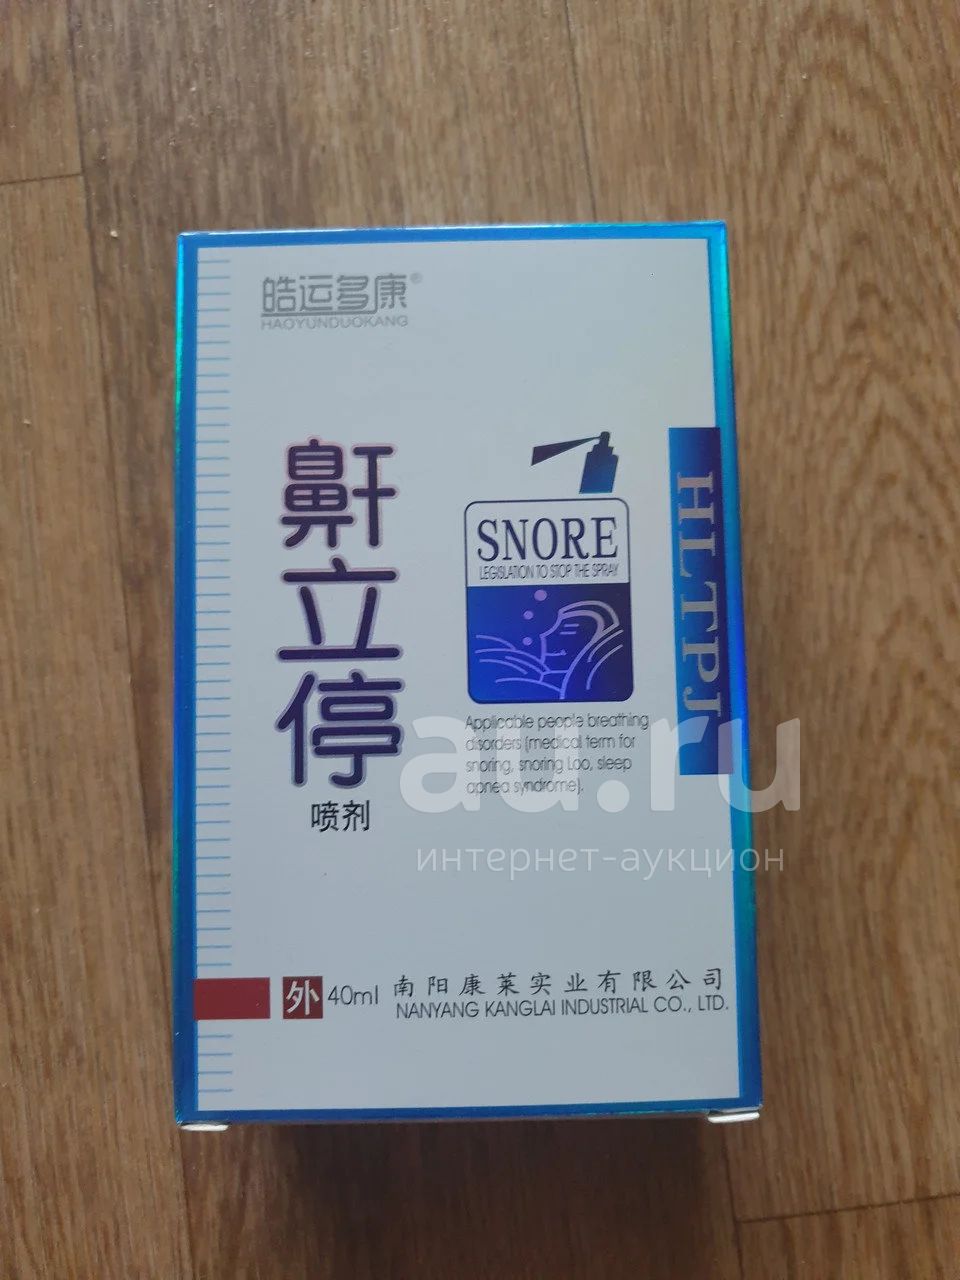 皓运多康®
HAOYUNDUOKANG
鼾立停
喷剂
SNORE
LEGISLATION TO STOP THE SPRAY
HLTPJ
Applicable people breathing
disorders (medical term for
snoring, snoring Loo, sleep
apnea syndrome).
au.ru
интернет-аукцион
外 40ml 南阳康莱实业有限公司
NANYANG KANGLAI INDUSTRIAL CO., LTD.